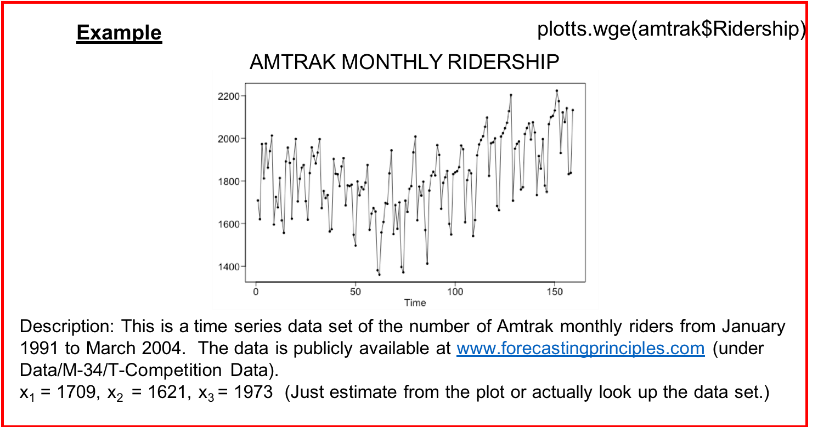 Example
plotts.wge(amtrak$Ridership)
AMTRAK MONTHLY RIDERSHIP
2200
2000
1800
1600
1400
0 50 100 150
Time
Description: This is a time series data set of the number of Amtrak monthly riders from January
1991 to March 2004. The data is publicly available at www.forecastingprinciples.com (under
Data/M-34/T-Competition Data).
x₁ = 1709, x₂ = 1621, x₃ = 1973 (Just estimate from the plot or actually look up the data set.)